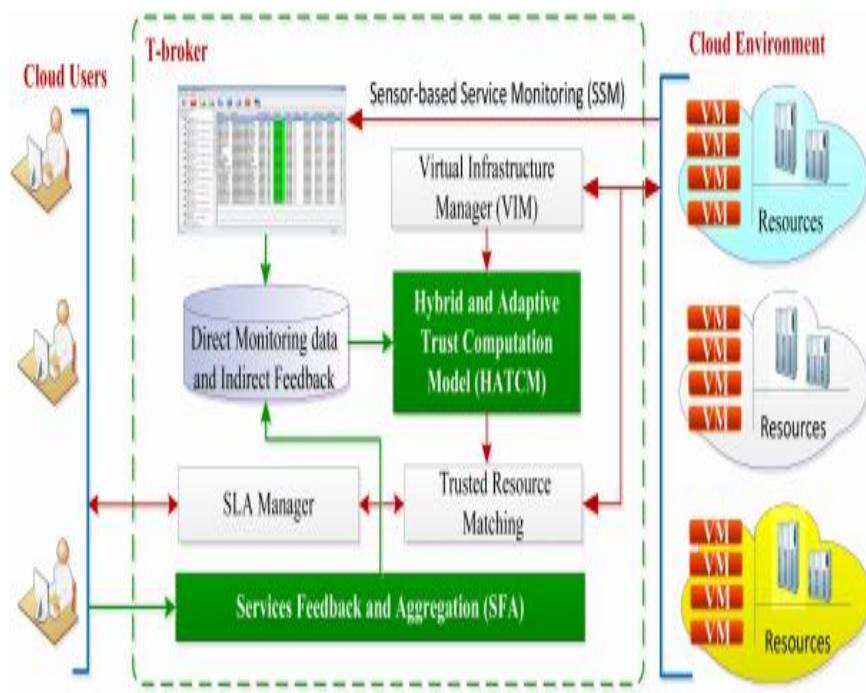 Cloud Users
T-broker
Cloud Environment
Sensor-based Service Monitoring (SSM)
Virtual Infrastructure
Manager (VIM)
Hybrid and Adaptive
Trust Computation
Model (HATCM)
Direct Monitoring data
and Indirect Feedback
SLA Manager
Trusted Resource
Matching
Services Feedback and Aggregation (SFA)
VM
VM
VM
VM
Resources
VM
VM
VM
VM
Resources
VM
VM
VM
VM
Resources